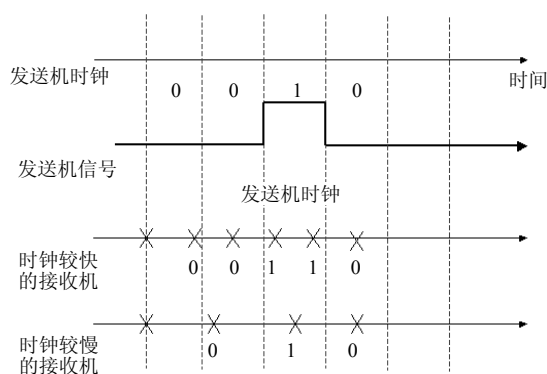 发送机时钟
时间
0 0 1 0
发送机信号
发送机时钟
时钟较快
的接收机
0 0 1 1 0
时钟较慢
的接收机
0 1 0